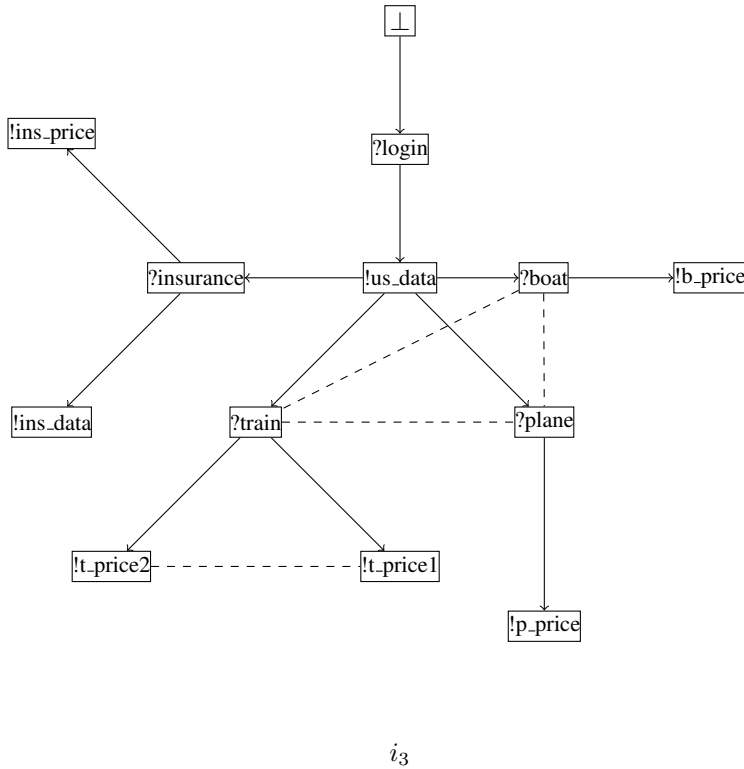 ⊥
!ins_price
?login
?insurance
!us_data
?boat
!b_price
!ins_data
?train
?plane
!t_price2
!t_price1
!p_price
i3